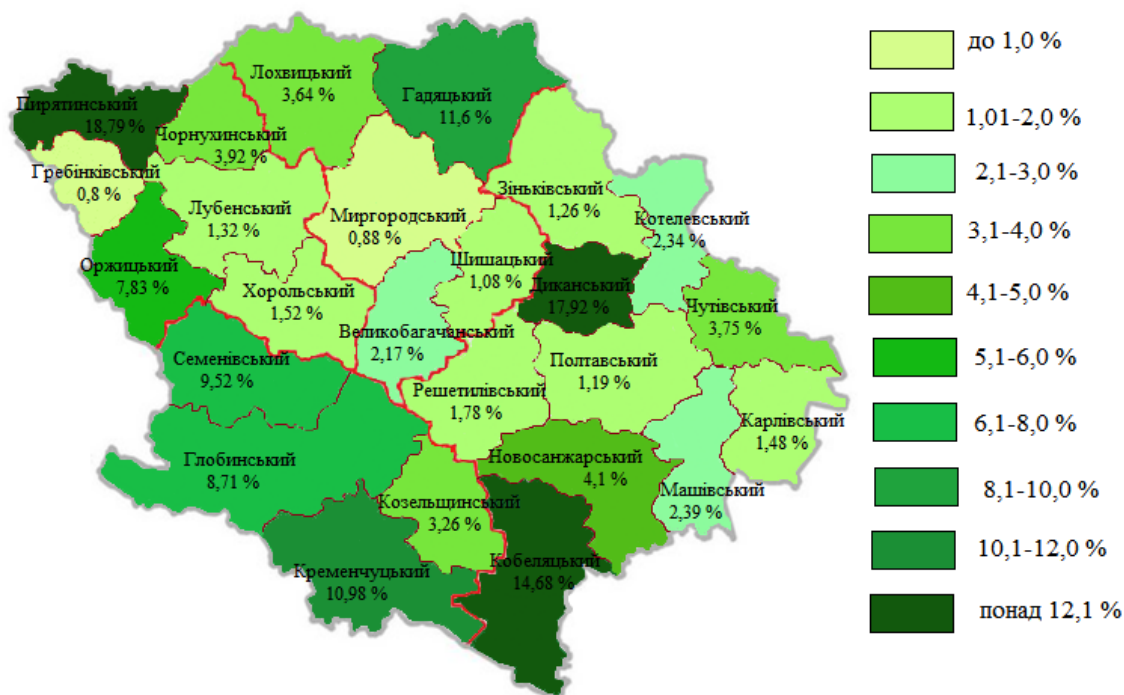 Лохвицький
3,64 %
Гадяцький
11,6 %
Пирятинський
18,79 %
Чорнухинський
3,92 %
Гребінківський
0,8 %
Лубенський
1,32 %
Миргородський
0,88 %
Зіньківський
1,26 %
Котелевський
2,34 %
Оржицький
7,83 %
Хорольський
1,52 %
Шишацький
1,08 %
Диканський
17,92 %
Чутівський
3,75 %
Великобагачанський
2,17 %
Семенівський
9,52 %
Решетилівський
1,78 %
Полтавський
1,19 %
Карлівський
1,48 %
Глобинський
8,71 %
Новосанжарський
4,1 %
Машівський
2,39 %
Козельщинський
3,26 %
Кременчуцький
10,98 %
Кобеляцький
14,68 %
до 1,0 %
1,01-2,0 %
2,1-3,0 %
3,1-4,0 %
4,1-5,0 %
5,1-6,0 %
6,1-8,0 %
8,1-10,0 %
10,1-12,0 %
понад 12,1 %